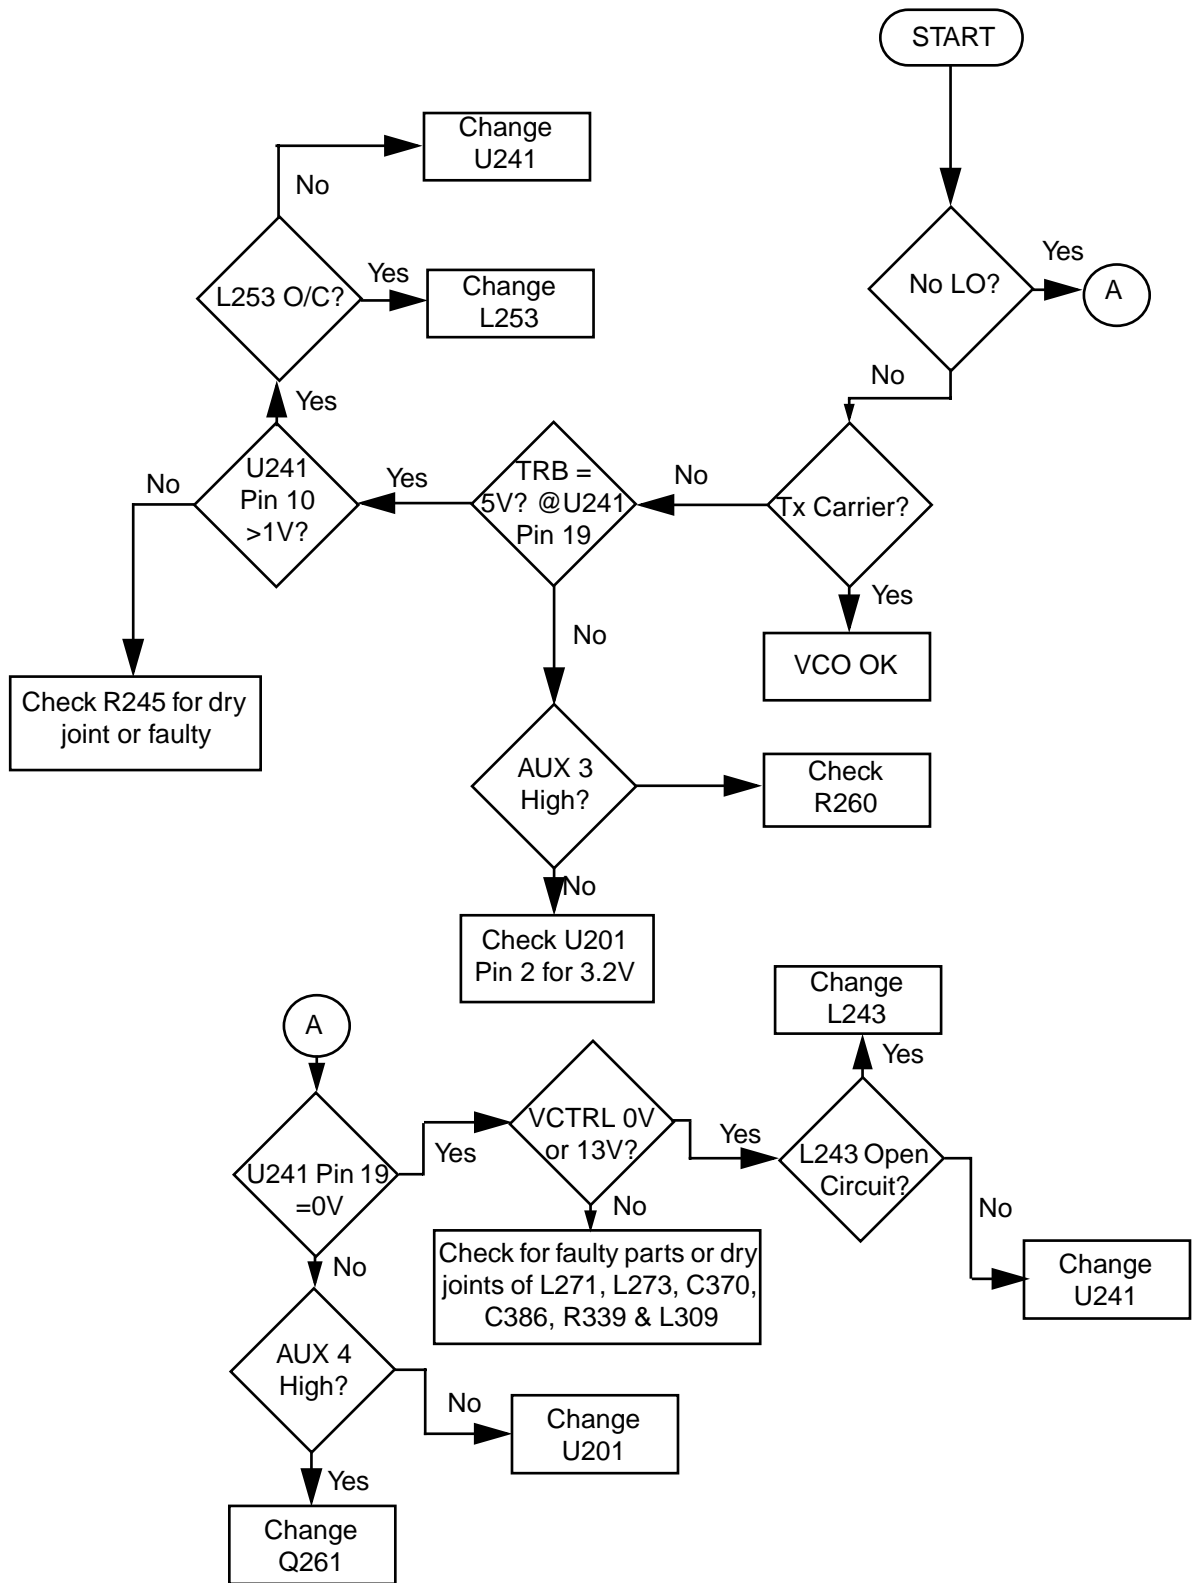 START
No LO?
Yes
A
No
Tx Carrier?
Yes
VCO OK
No
TRB =
5V? @U241
Pin 19
Yes
U241
Pin 10
>1V?
No
Check R245 for dry
joint or faulty
Yes
L253 O/C?
Yes
Change
L253
No
Change
U241
No
AUX 3
High?
Check
R260
No
Check U201
Pin 2 for 3.2V
A
U241 Pin 19
=0V
Yes
VCTRL 0V
or 13V?
Yes
L243 Open
Circuit?
Yes
Change
L243
No
Change
U241
No
Check for faulty parts or dry
joints of L271, L273, C370,
C386, R339 & L309
No
AUX 4
High?
No
Change
U201
Yes
Change
Q261